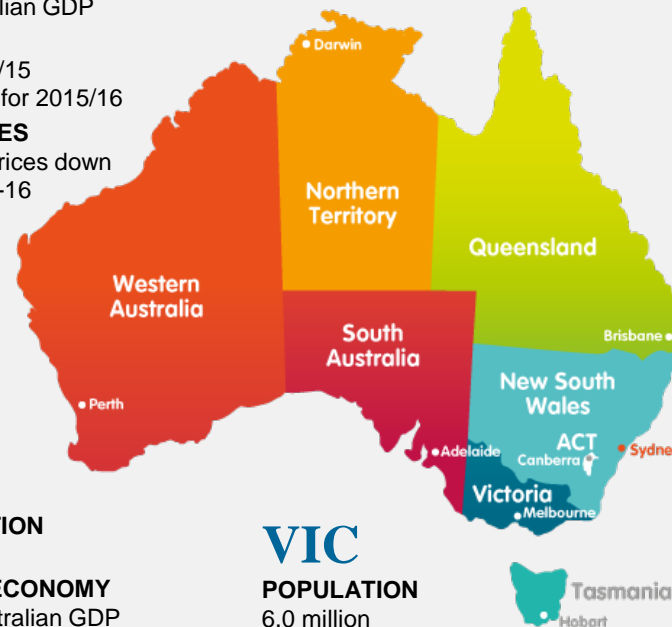 lian GDP
/15
for 2015/16
ES
rices down
-16
Darwin
Northern
Territory
Queensland
Western
Australia
South
Australia
Brisbane
New South
Wales
Perth
ACT
Adelaide
Canberra
Sydne
Victoria
Melbourne
TION
VIC
ECONOMY
tralian GDP
POPULATION
6.0 million
Tasmania
Hobart